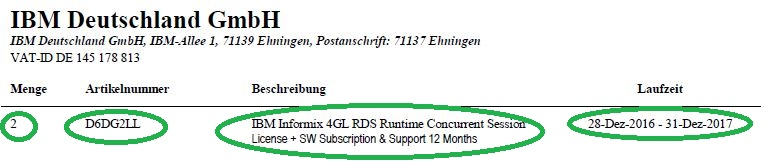 IBM Deutschland GmbH
IBM Deutschland GmbH, IBM-Allee 1, 71139 Ehningen, Postanschrift: 71137 Ehningen
VAT-ID DE 145 178 813
Menge Artikelnummer Beschreibung Laufzeit
2 D6DG2LL IBM Informix 4GL RDS Runtime Concurrent Session 28-Dez-2016 - 31-Dez-2017
License + SW Subscription & Support 12 Months